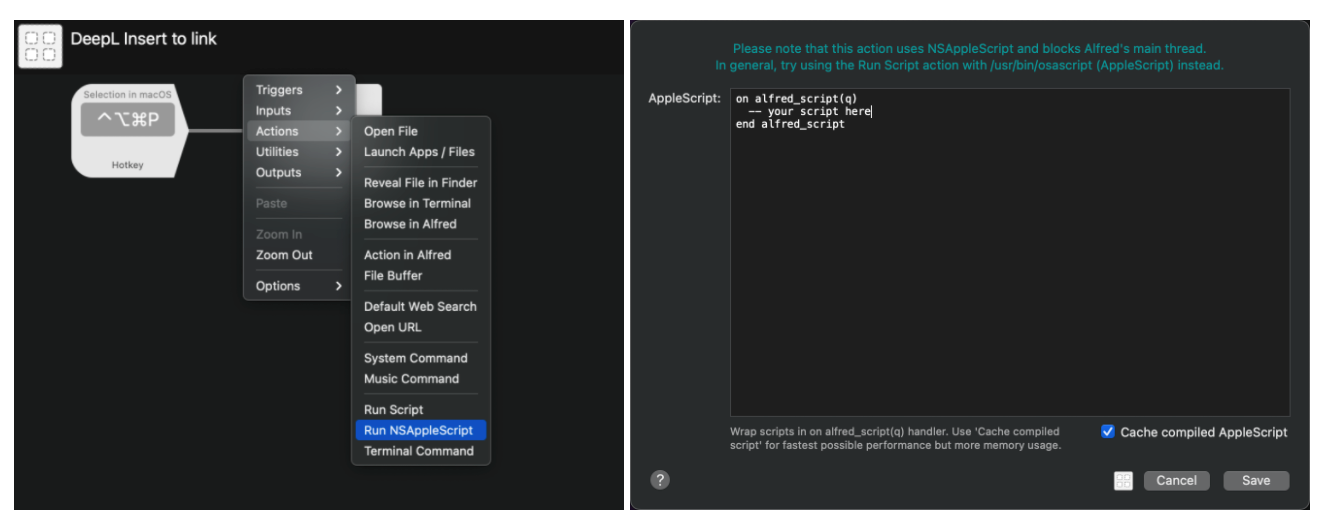 DeepL Insert to link
Selection in macOS
^⌥⌘P
Hotkey
Triggers >
Inputs >
Actions >
Utilities >
Outputs >
Paste
Zoom In
Zoom Out
Options >
Open File
Launch Apps / Files
Reveal File in Finder
Browse in Terminal
Browse in Alfred
Action in Alfred
File Buffer
Default Web Search
Open URL
System Command
Music Command
Run Script
Run NSAppleScript
Terminal Command
Please note that this action uses NSAppleScript and blocks Alfred's main thread.
In general, try using the Run Script action with /usr/bin/osascript (AppleScript) instead.
AppleScript:
on alfred_script(q)
-- your script here
end alfred_script
Wrap scripts in on alfred_script(q) handler. Use 'Cache compiled
script' for fastest possible performance but more memory usage.
Cache compiled AppleScript
?
Cancel
Save